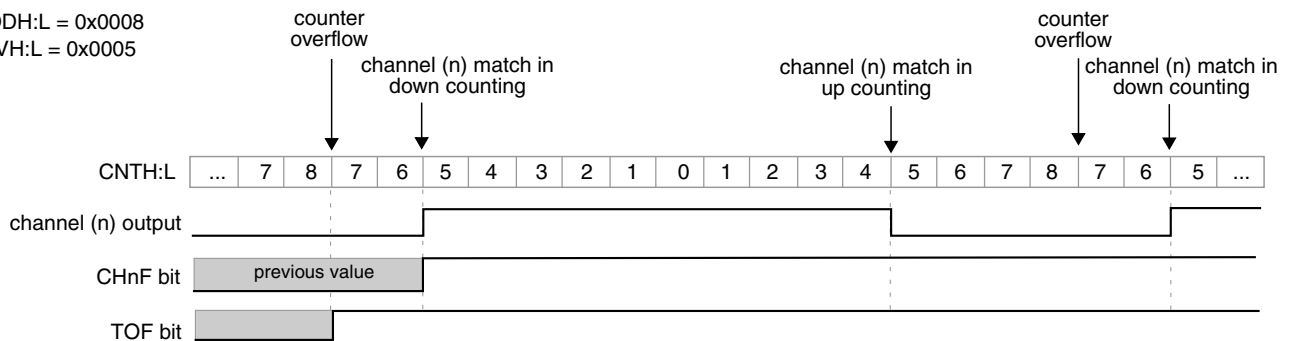 DH:L = 0x0008
VH:L = 0x0005
counter
overflow
channel (n) match in
down counting
channel (n) match in
up counting
counter
overflow
channel (n) match in
down counting
CNTH:L ... 7 8 7 6 5 4 3 2 1 0 1 2 3 4 5 6 7 8 7 6 5 ...
channel (n) output
CHnF bit previous value
TOF bit